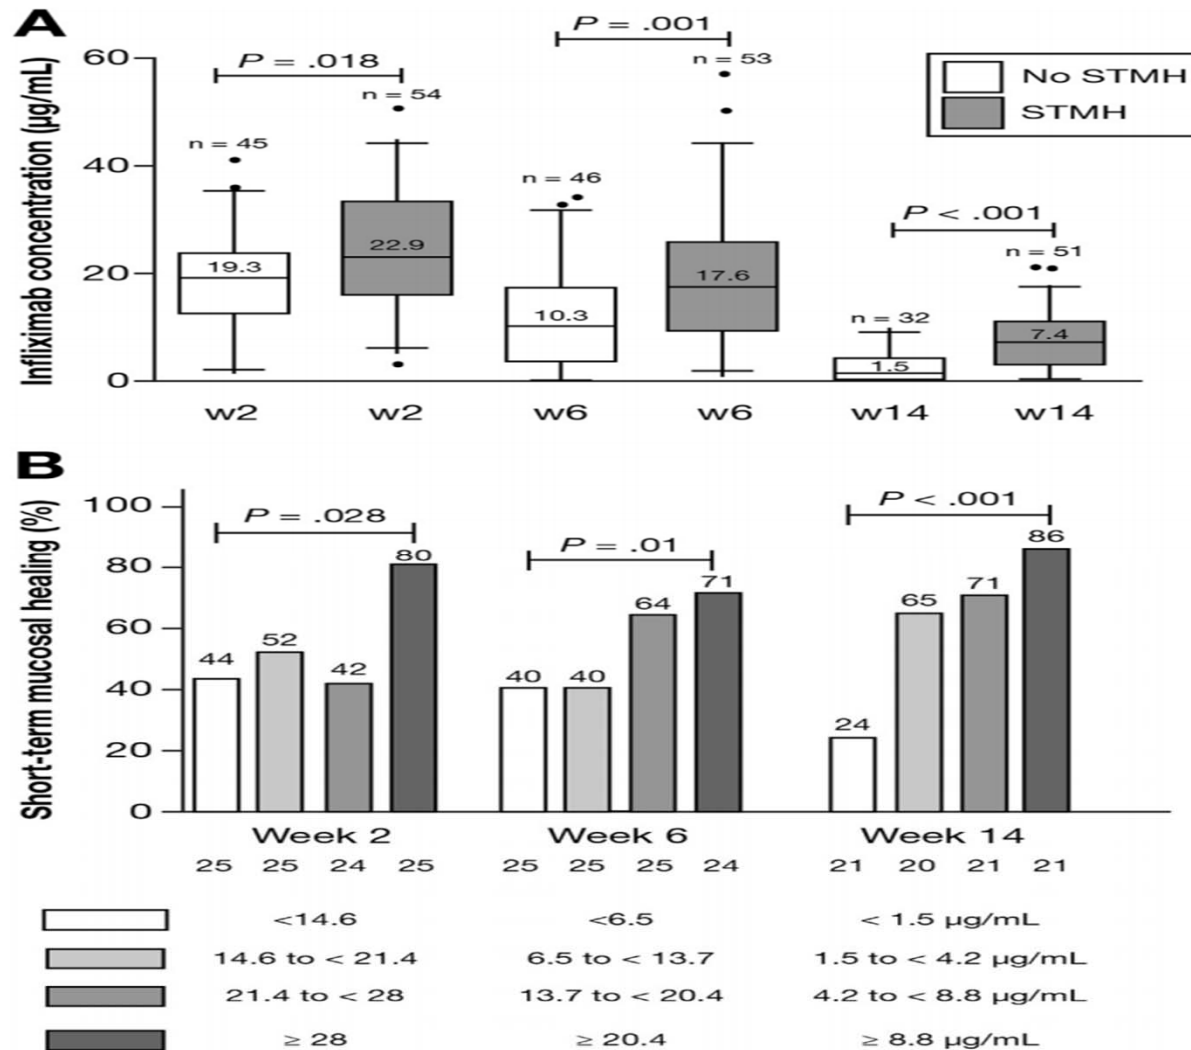 A
Infliximab concentration (µg/mL)
60
40
20
0
P = .018
P = .001
P < .001
n = 45
n = 54
n = 46
n = 53
n = 32
n = 51
19.3
22.9
10.3
17.6
1.5
7.4
No STMH
STMH
w2 w2 w6 w6 w14 w14
B
Short-term mucosal healing (%)
100
80
60
40
20
0
P = .028
P = .01
P < .001
44 52 42 80
40 40 64 71
24 65 71 86
Week 2 Week 6 Week 14
25 25 24 25 25 25 25 24 21 20 21 21
<14.6 <6.5 < 1.5 µg/mL
14.6 to < 21.4 6.5 to < 13.7 1.5 to < 4.2 µg/mL
21.4 to < 28 13.7 to < 20.4 4.2 to < 8.8 µg/mL
≥ 28 ≥ 20.4 ≥ 8.8 µg/mL